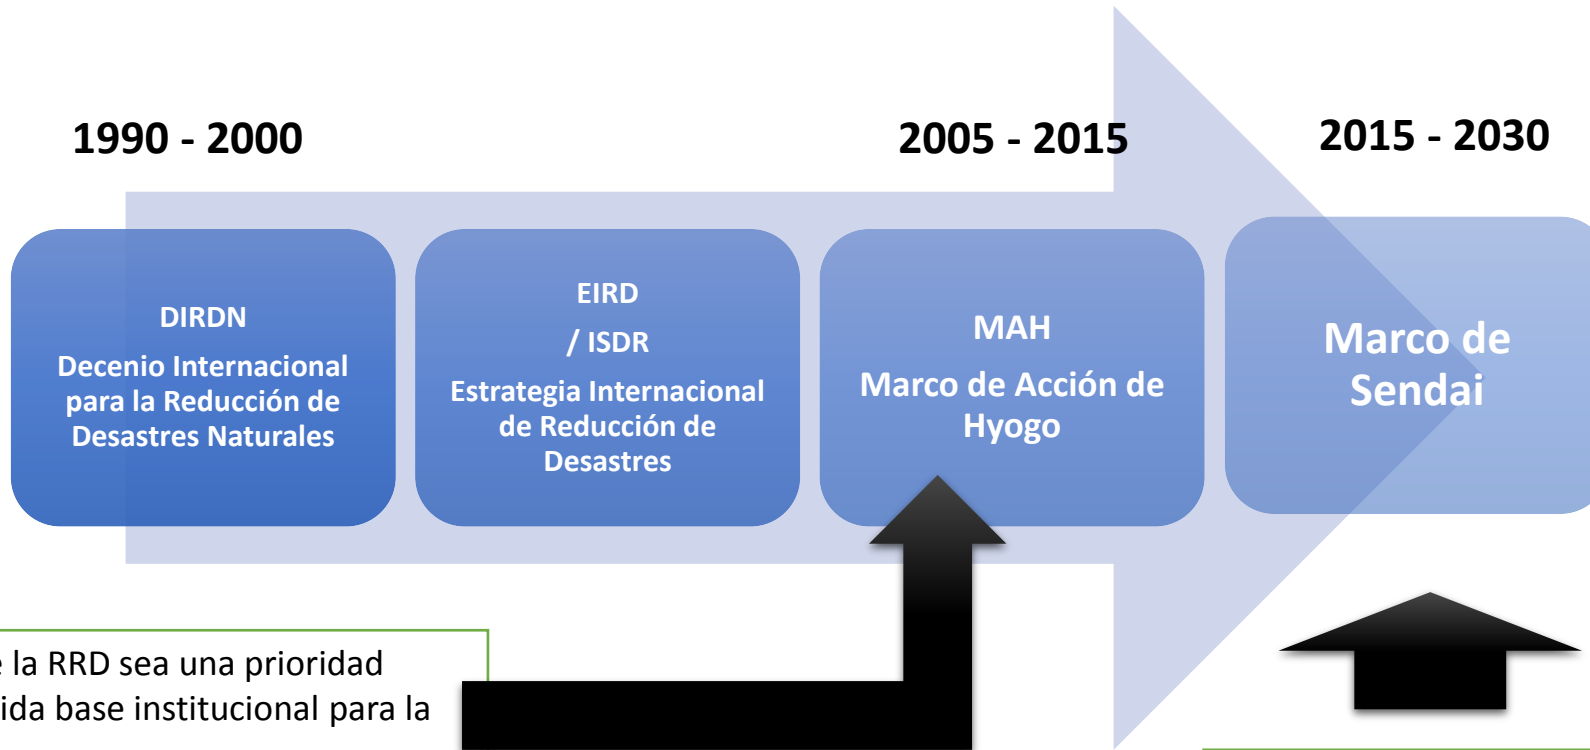 1990 - 2000
2005 - 2015
2015 - 2030
DIRDN
Decenio Internacional
para la Reducción de
Desastres Naturales
EIRD
/ ISDR
Estrategia Internacional
de Reducción de
Desastres
MAH
Marco de Acción de
Hyogo
Marco de
Sendai
la RRD sea una prioridad
base institucional para la